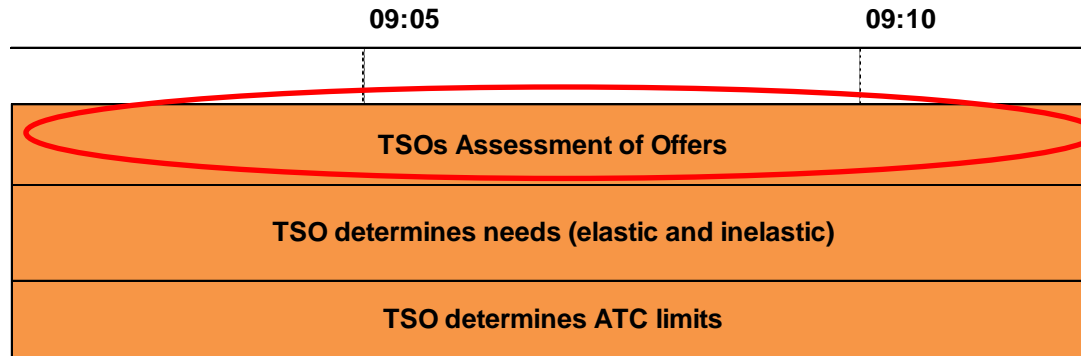 09:05 09:10
TSOs Assessment of Offers
TSO determines needs (elastic and inelastic)
TSO determines ATC limits